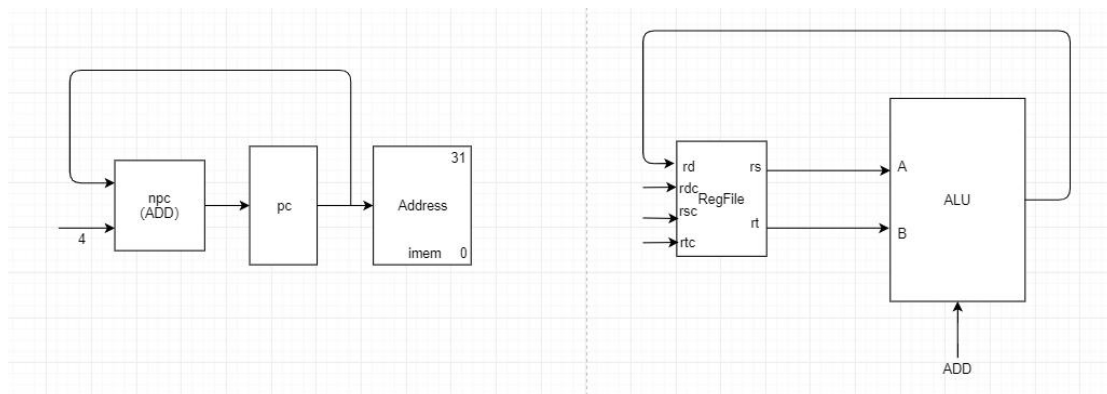 npc
(ADD)
4
pc
31
Address
imem 0
rd rs
rdc
RegFile
rsc
rt
rtc
A
ALU
B
ADD